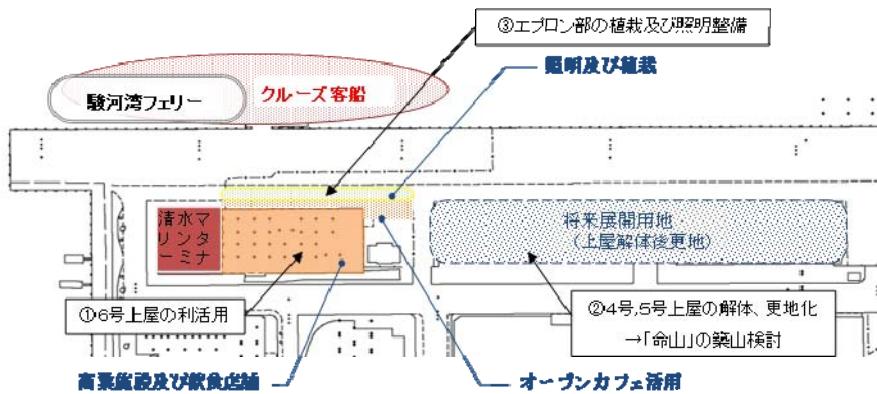 ③エプロン部の植栽及び照明整備
照明及び植栽
クルーズ客船
駿河湾フェリー
清水マ
リンタ
ーミナ
将来展開用地
（上屋解体後更地）
①6号上屋の利活用
②4号,5号上屋の解体、更地化
→「命山」の築山検討
商業施設及び飲食店舗
オープンカフェ活用